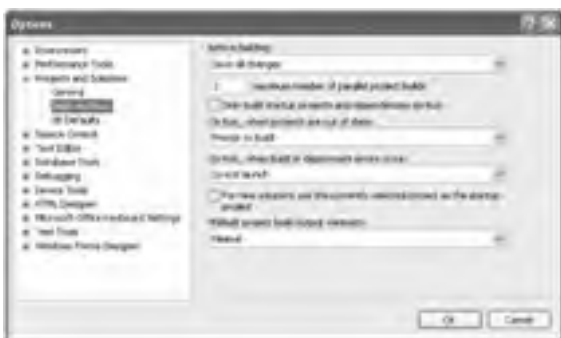 Options
Environment
Performance Tools
Projects and Solutions
General
Build and Run
VB Defaults
Source Control
Text Editor
Database Tools
Debugging
Device Tools
HTML Designer
Microsoft Office Keyboard Settings
Test Tools
Windows Forms Designer
Before building:
Save all changes
maximum number of parallel project builds
Only build startup projects and dependencies on Run
On Run, when projects are out of date:
Prompt to build
On Run, when build or deployment errors occur:
Do not launch
For new solutions use the currently selected project as the startup
project
MSBuild project build output verbosity:
Minimal
OK
Cancel